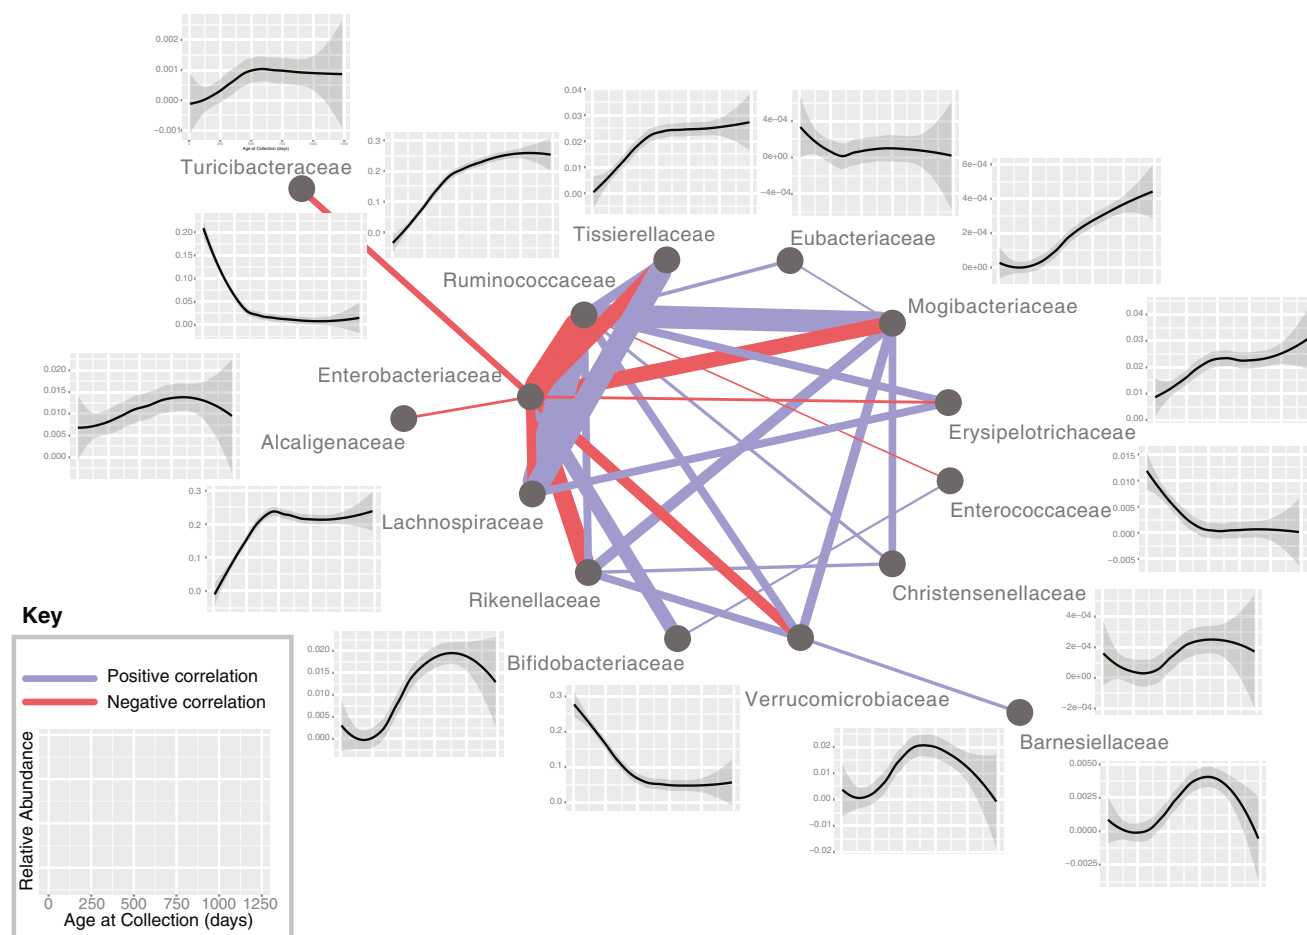 0.002
0.001
0.000
−0.001
Age at Collection (days)
Turicibacteraceae
0.3
0.2
0.1
0.0
Ruminococcaceae
0.04
0.03
0.02
0.01
0.00
Tissierellaceae
4e−04
0e+00
−4e−04
Eubacteriaceae
6e−04
4e−04
2e−04
0e+00
Mogibacteriaceae
0.20
0.15
0.10
0.05
0.00
Enterobacteriaceae
0.04
0.03
0.02
0.01
0.00
Erysipelotrichaceae
0.020
0.015
0.010
0.005
0.000
Alcaligenaceae
0.015
0.010
0.005
0.000
−0.005
Enterococcaceae
0.3
0.2
0.1
0.0
Lachnospiraceae
4e−04
2e−04
0e+00
−2e−04
Christensenellaceae
0.020
0.015
0.010
0.005
0.000
Rikenellaceae
0.3
0.2
0.1
0.0
Bifidobacteriaceae
0.02
0.01
0.00
−0.01
−0.02
Verrucomicrobiaceae
0.0050
0.0025
0.0000
−0.0025
Barnesiellaceae
Key
Positive correlation
Negative correlation
Relative Abundance
0 250 500 750 1000 1250
Age at Collection (days)